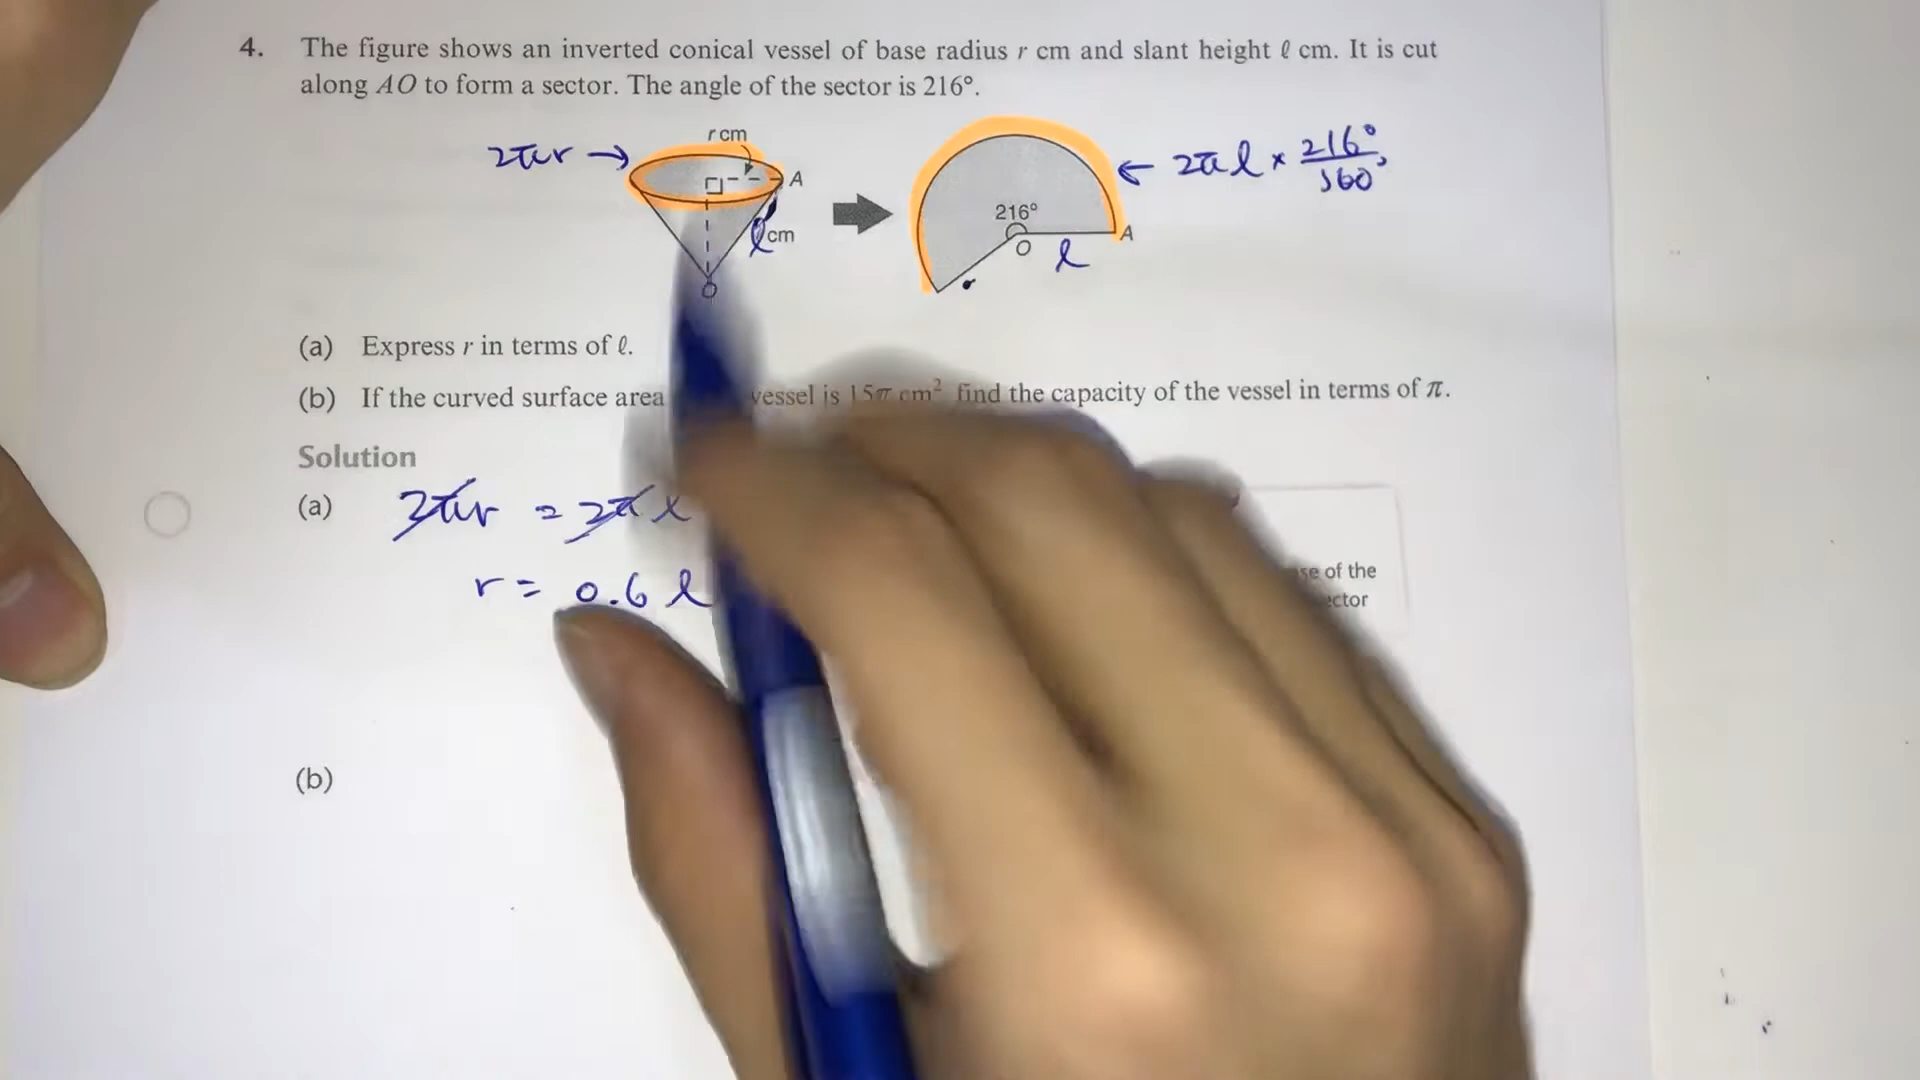 4. The figure shows an inverted conical vessel of base radius r cm and slant height ℓ cm. It is cut
along AO to form a sector. The angle of the sector is 216°.
r cm
2πr →
A
← 2πℓ × 216°/360°
216°
ℓ cm
A
O ℓ
O
(a) Express r in terms of ℓ.
(b) If the curved surface area vessel is 15π cm² find the capacity of the vessel in terms of π.
Solution
(a) 2πr = 2πℓ
of the
r = 0.6 ℓ
(b)